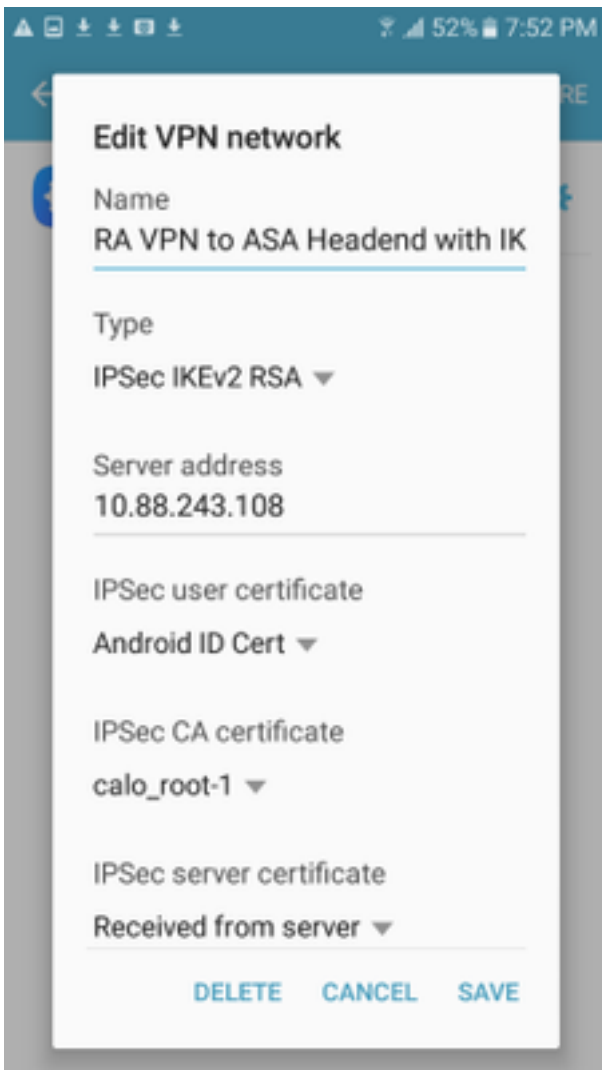 52% 7:52 PM
RE
Edit VPN network
Name
RA VPN to ASA Headend with IK
Type
IPSec IKEv2 RSA
Server address
10.88.243.108
IPSec user certificate
Android ID Cert
IPSec CA certificate
calo_root-1
IPSec server certificate
Received from server
DELETE CANCEL SAVE